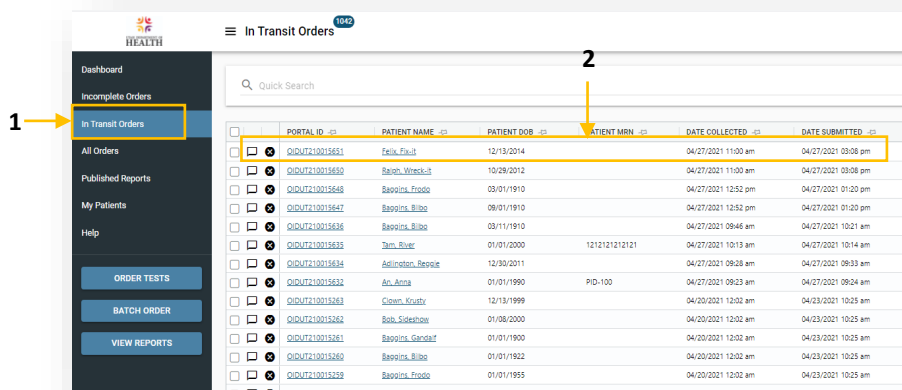 1042
HEALTH
In Transit Orders
2
Dashboard
Quick Search
Incomplete Orders
1
In Transit Orders
PORTAL ID PATIENT NAME PATIENT DOB PATIENT MRN DATE COLLECTED DATE SUBMITTED
All Orders
OIDUT210015651 Felix, Fix-it 12/13/2014 04/27/2021 11:00 am 04/27/2021 03:08 pm
OIDUT210015650 Ralph, Wreck-it 10/29/2012 04/27/2021 11:00 am 04/27/2021 03:08 pm
Published Reports
OIDUT210015648 Baggins, Frodo 03/01/1910 04/27/2021 12:52 pm 04/27/2021 01:20 pm
My Patients
OIDUT210015647 Baggins, Bilbo 09/01/1910 04/27/2021 12:52 pm 04/27/2021 01:20 pm
OIDUT210015636 Baggins, Bilbo 03/11/1910 04/27/2021 09:46 am 04/27/2021 10:21 am
Help
OIDUT210015635 Tam, River 01/01/2000 1212121212121 04/27/2021 10:13 am 04/27/2021 10:14 am
OIDUT210015634 Adlington, Reggie 12/30/2011 04/27/2021 09:28 am 04/27/2021 09:33 am
ORDER TESTS
OIDUT210015632 An, Anna 01/01/1990 PID-100 04/27/2021 09:23 am 04/27/2021 09:24 am
OIDUT210015263 Clown, Krusty 12/13/1999 04/20/2021 12:02 am 04/23/2021 10:25 am
BATCH ORDER
OIDUT210015262 Bob, Sideshow 01/08/2000 04/20/2021 12:02 am 04/23/2021 10:25 am
VIEW REPORTS
OIDUT210015261 Baggins, Gandalf 01/01/1900 04/20/2021 12:02 am 04/23/2021 10:25 am
OIDUT210015260 Baggins, Bilbo 01/01/1922 04/20/2021 12:02 am 04/23/2021 10:25 am
OIDUT210015259 Baggins, Frodo 01/01/1955 04/20/2021 12:02 am 04/23/2021 10:25 am